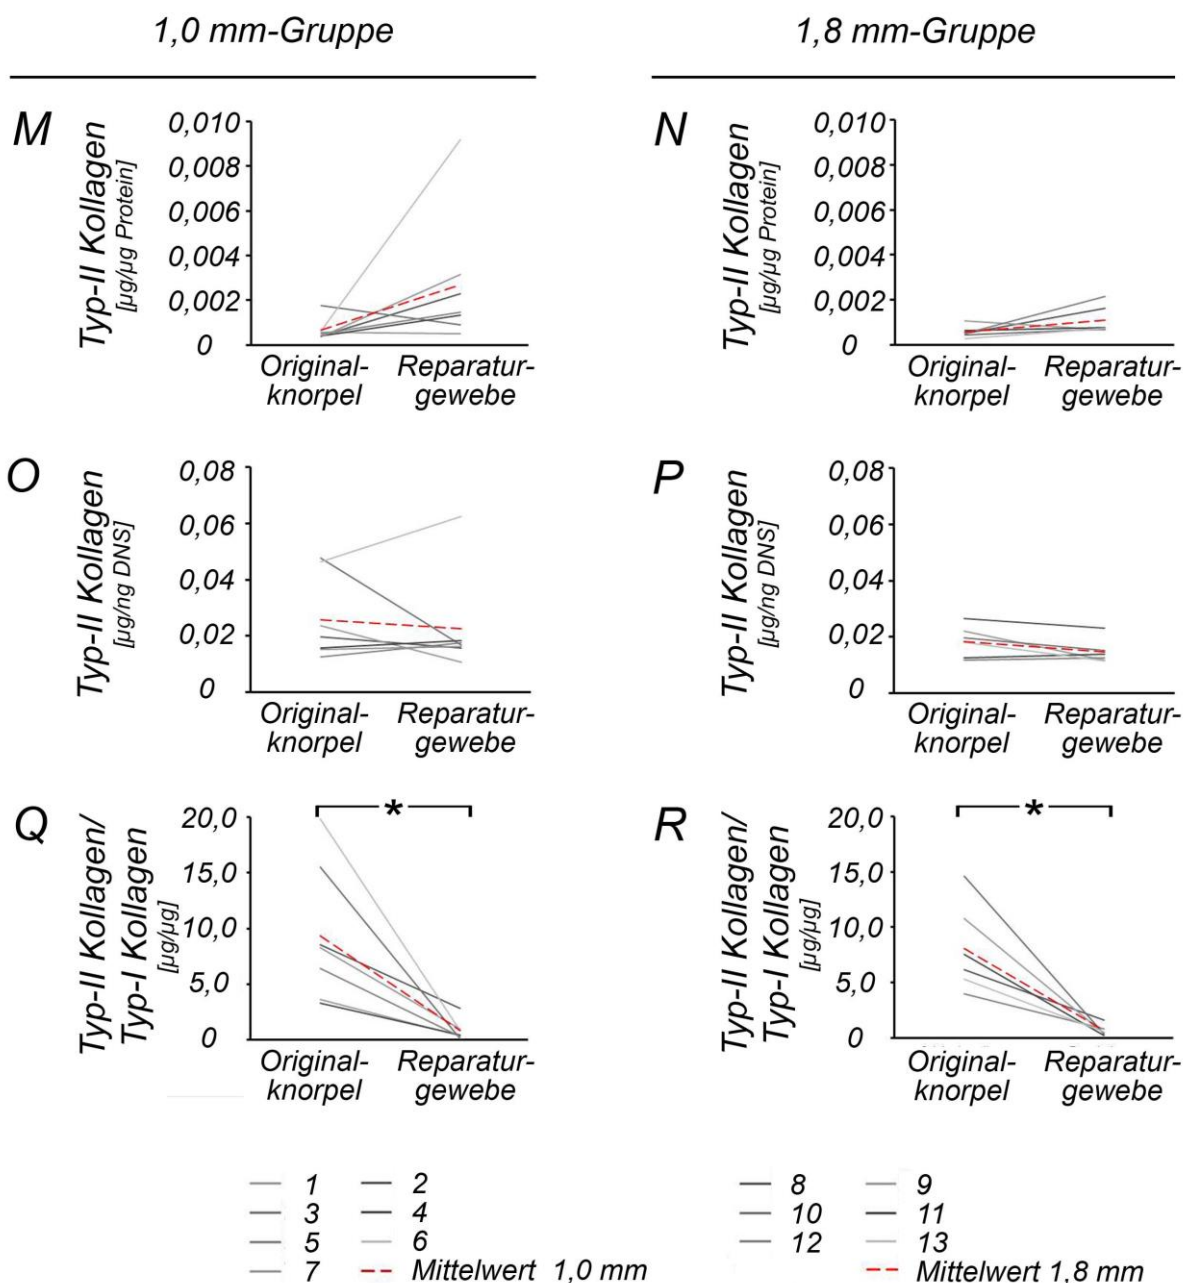 1,0 mm-Gruppe
1,8 mm-Gruppe
M
Typ-II Kollagen
[µg/µg Protein]
0,010
0,008
0,006
0,004
0,002
0
Original-
knorpel
Reparatur-
gewebe
N
Typ-II Kollagen
[µg/µg Protein]
0,010
0,008
0,006
0,004
0,002
0
Original-
knorpel
Reparatur-
gewebe
O
Typ-II Kollagen
[µg/ng DNS]
0,08
0,06
0,04
0,02
0
Original-
knorpel
Reparatur-
gewebe
P
Typ-II Kollagen
[µg/ng DNS]
0,08
0,06
0,04
0,02
0
Original-
knorpel
Reparatur-
gewebe
Q
Typ-II Kollagen/
Typ-I Kollagen
[µg/µg]
20,0
15,0
10,0
5,0
0
*
Original-
knorpel
Reparatur-
gewebe
R
Typ-II Kollagen/
Typ-I Kollagen
[µg/µg]
20,0
15,0
10,0
5,0
0
*
Original-
knorpel
Reparatur-
gewebe
1
2
3
4
5
6
7
Mittelwert 1,0 mm
8
9
10
11
12
13
Mittelwert 1,8 mm